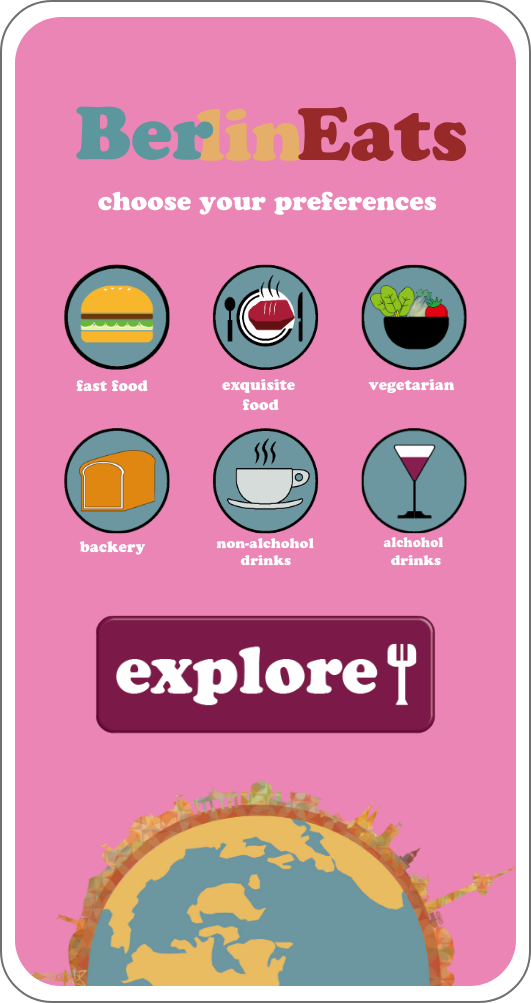 BerlinEats
choose your preferences
fast food
exquisite
food
vegetarian
backery
non-alchohol
drinks
alchohol
drinks
explore